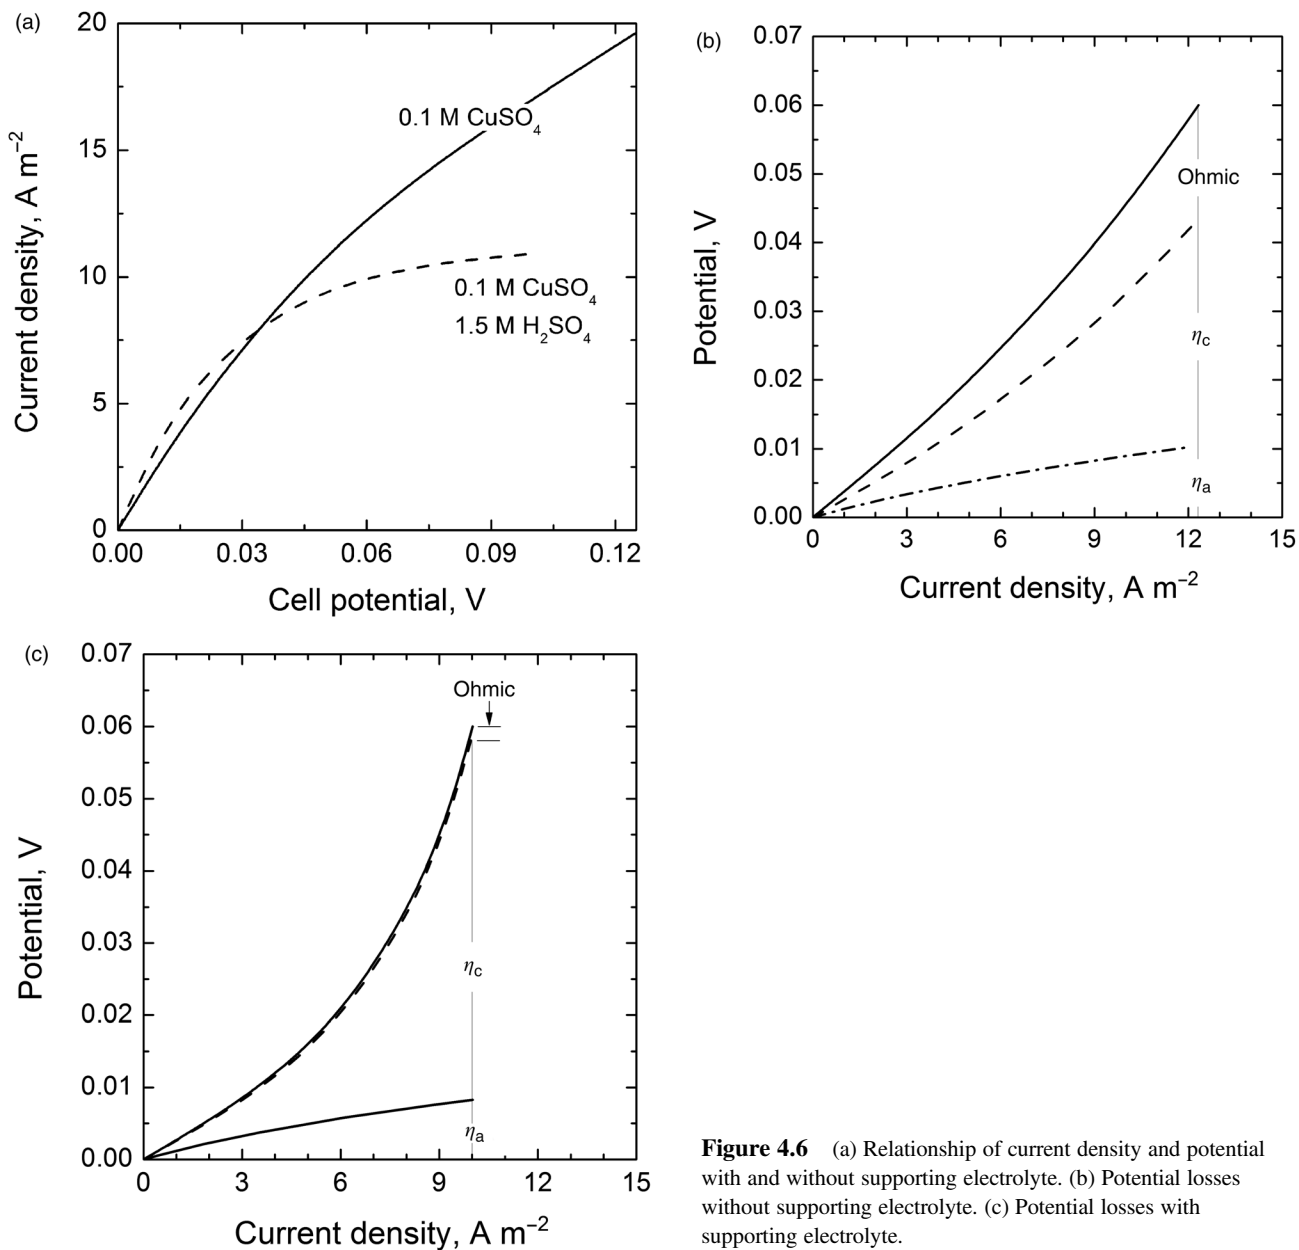 (a)
20
15
10
5
0
0.00 0.03 0.06 0.09 0.12
Current density, A m⁻²
Cell potential, V
0.1 M CuSO₄
0.1 M CuSO₄
1.5 M H₂SO₄
(b)
0.07
0.06
0.05
0.04
0.03
0.02
0.01
0.00
0 3 6 9 12 15
Potential, V
Current density, A m⁻²
Ohmic
η_c
η_a
(c)
0.07
0.06
0.05
0.04
0.03
0.02
0.01
0.00
0 3 6 9 12 15
Potential, V
Current density, A m⁻²
Ohmic
η_c
η_a
Figure 4.6 (a) Relationship of current density and potential
with and without supporting electrolyte. (b) Potential losses
without supporting electrolyte. (c) Potential losses with
supporting electrolyte.